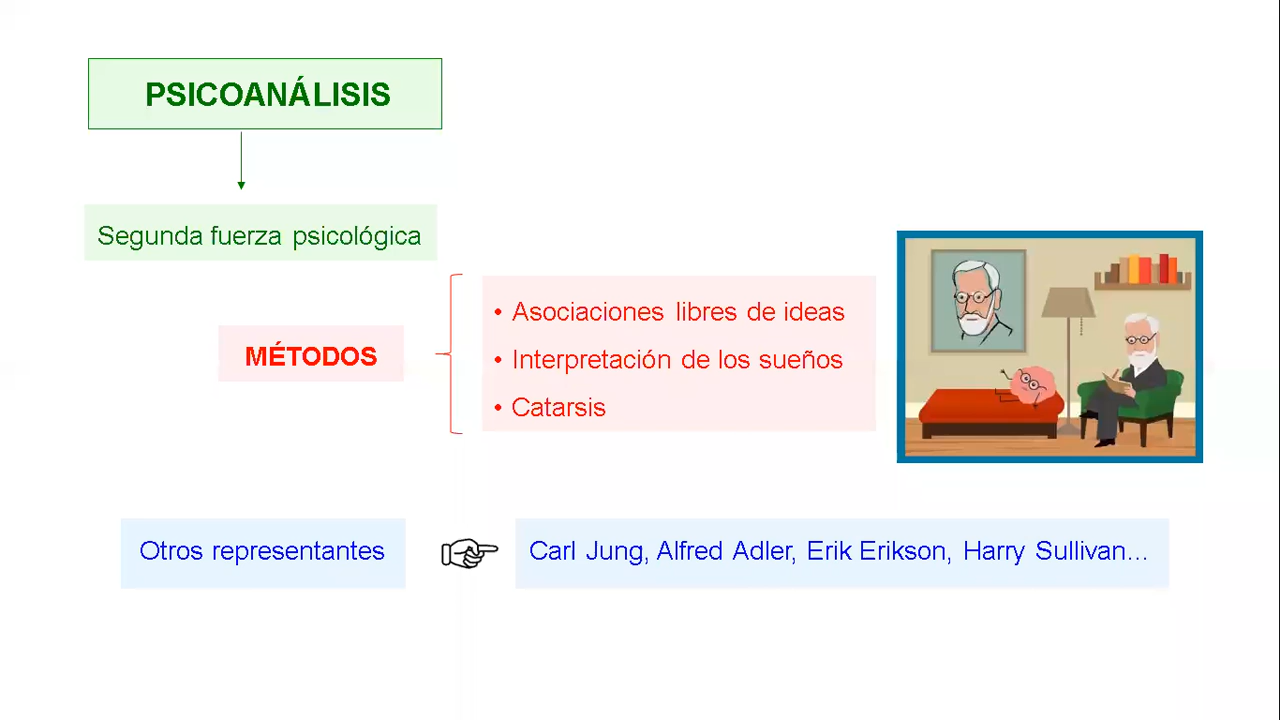 PSICOANÁLISIS
Segunda fuerza psicológica
MÉTODOS
• Asociaciones libres de ideas
• Interpretación de los sueños
• Catarsis
Otros representantes
Carl Jung, Alfred Adler, Erik Erikson, Harry Sullivan...